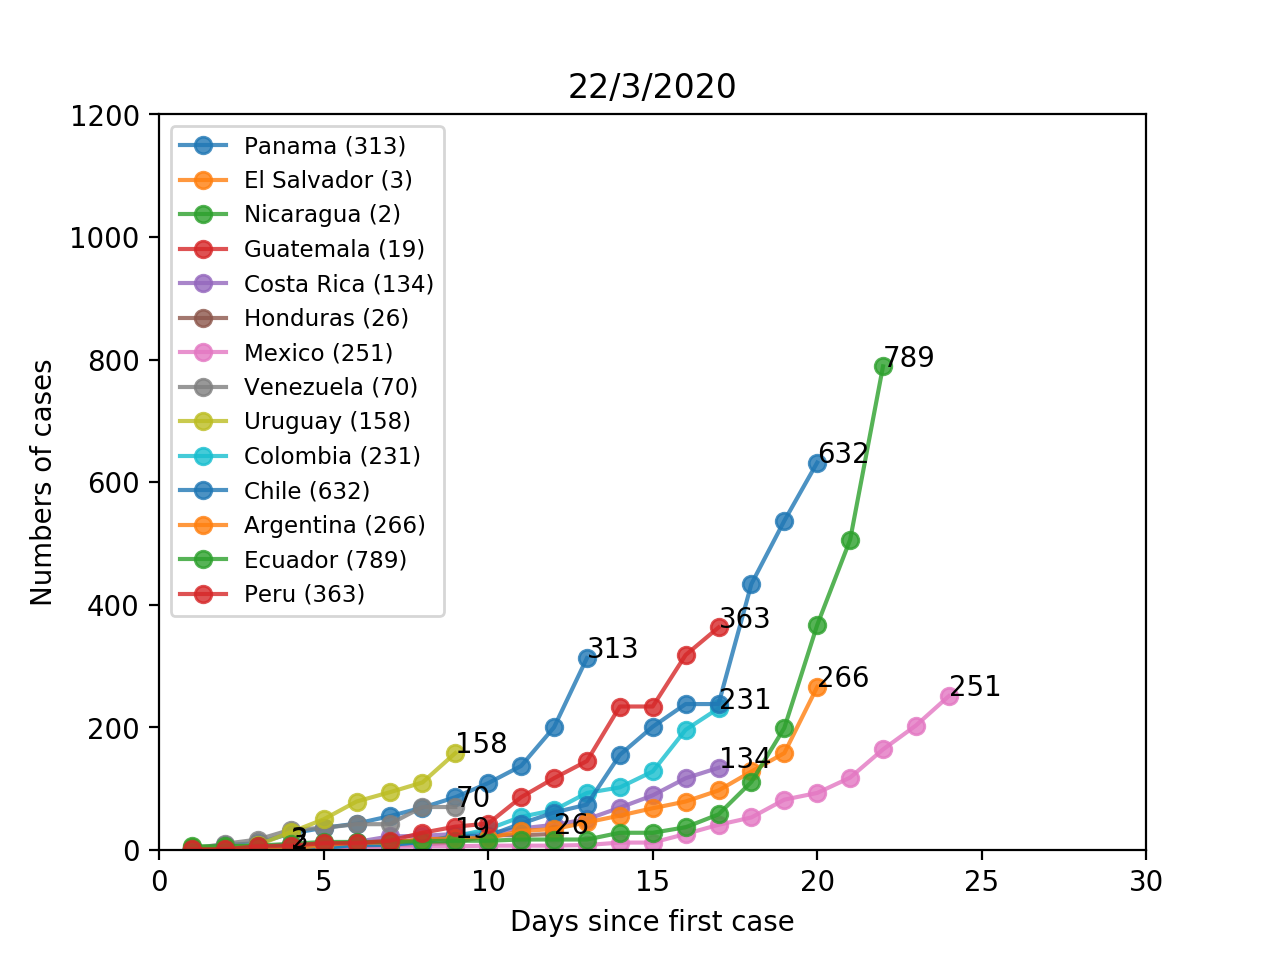 22/3/2020
1200
1000
800
600
400
200
0
Numbers of cases
Panama (313)
El Salvador (3)
Nicaragua (2)
Guatemala (19)
Costa Rica (134)
Honduras (26)
Mexico (251)
Venezuela (70)
Uruguay (158)
Colombia (231)
Chile (632)
Argentina (266)
Ecuador (789)
Peru (363)
789
632
363
313
266
251
231
158
134
70
26
19
3
2
0 5 10 15 20 25 30
Days since first case